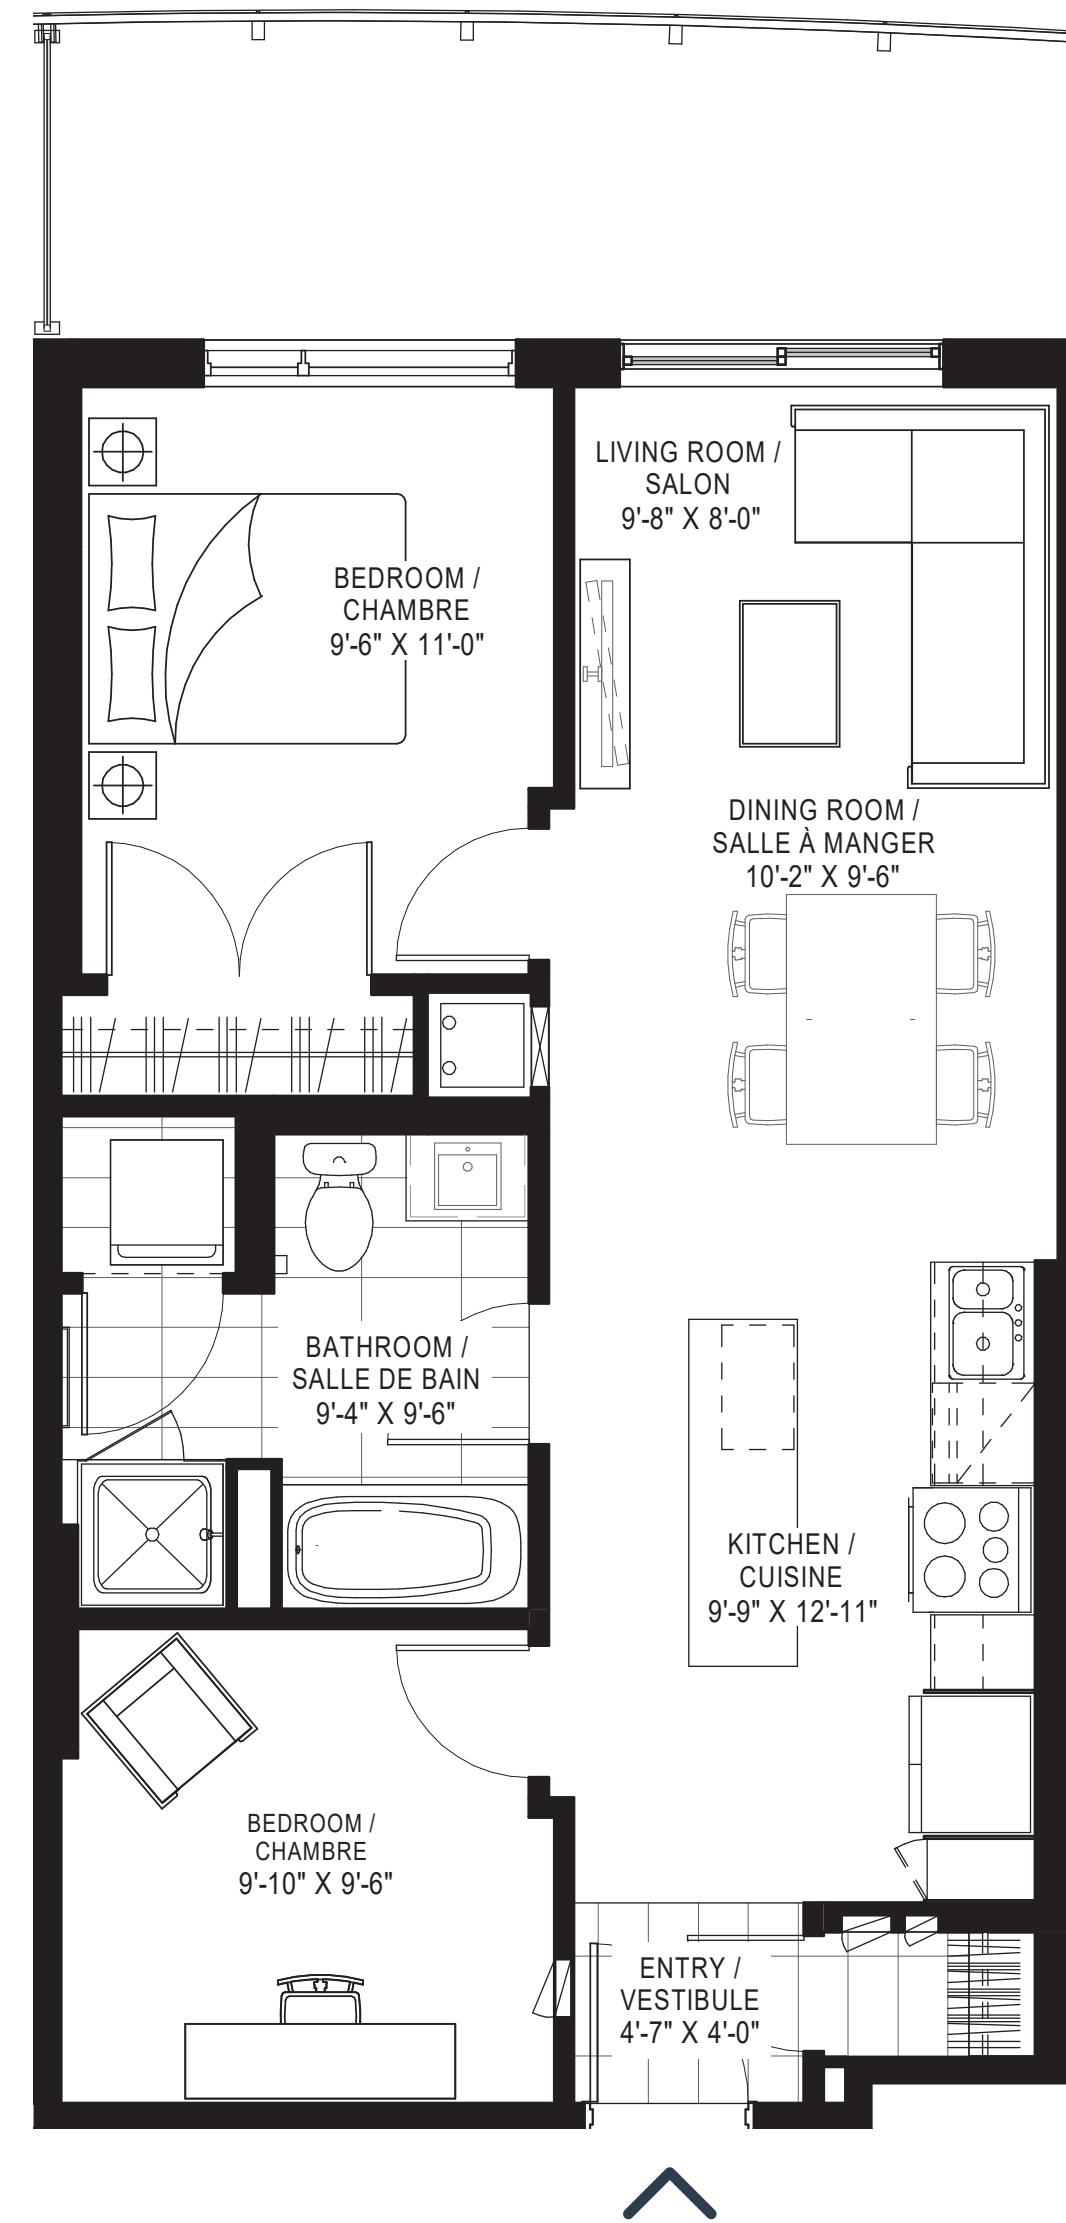 LIVING ROOM /
SALON
9'-8" X 8'-0"
BEDROOM /
CHAMBRE
9'-6" X 11'-0"
DINING ROOM /
SALLE À MANGER
10'-2" X 9'-6"
BATHROOM /
SALLE DE BAIN
9'-4" X 9'-6"
KITCHEN /
CUISINE
9'-9" X 12'-11"
BEDROOM /
CHAMBRE
9'-10" X 9'-6"
ENTRY /
VESTIBULE
4'-7" X 4'-0"